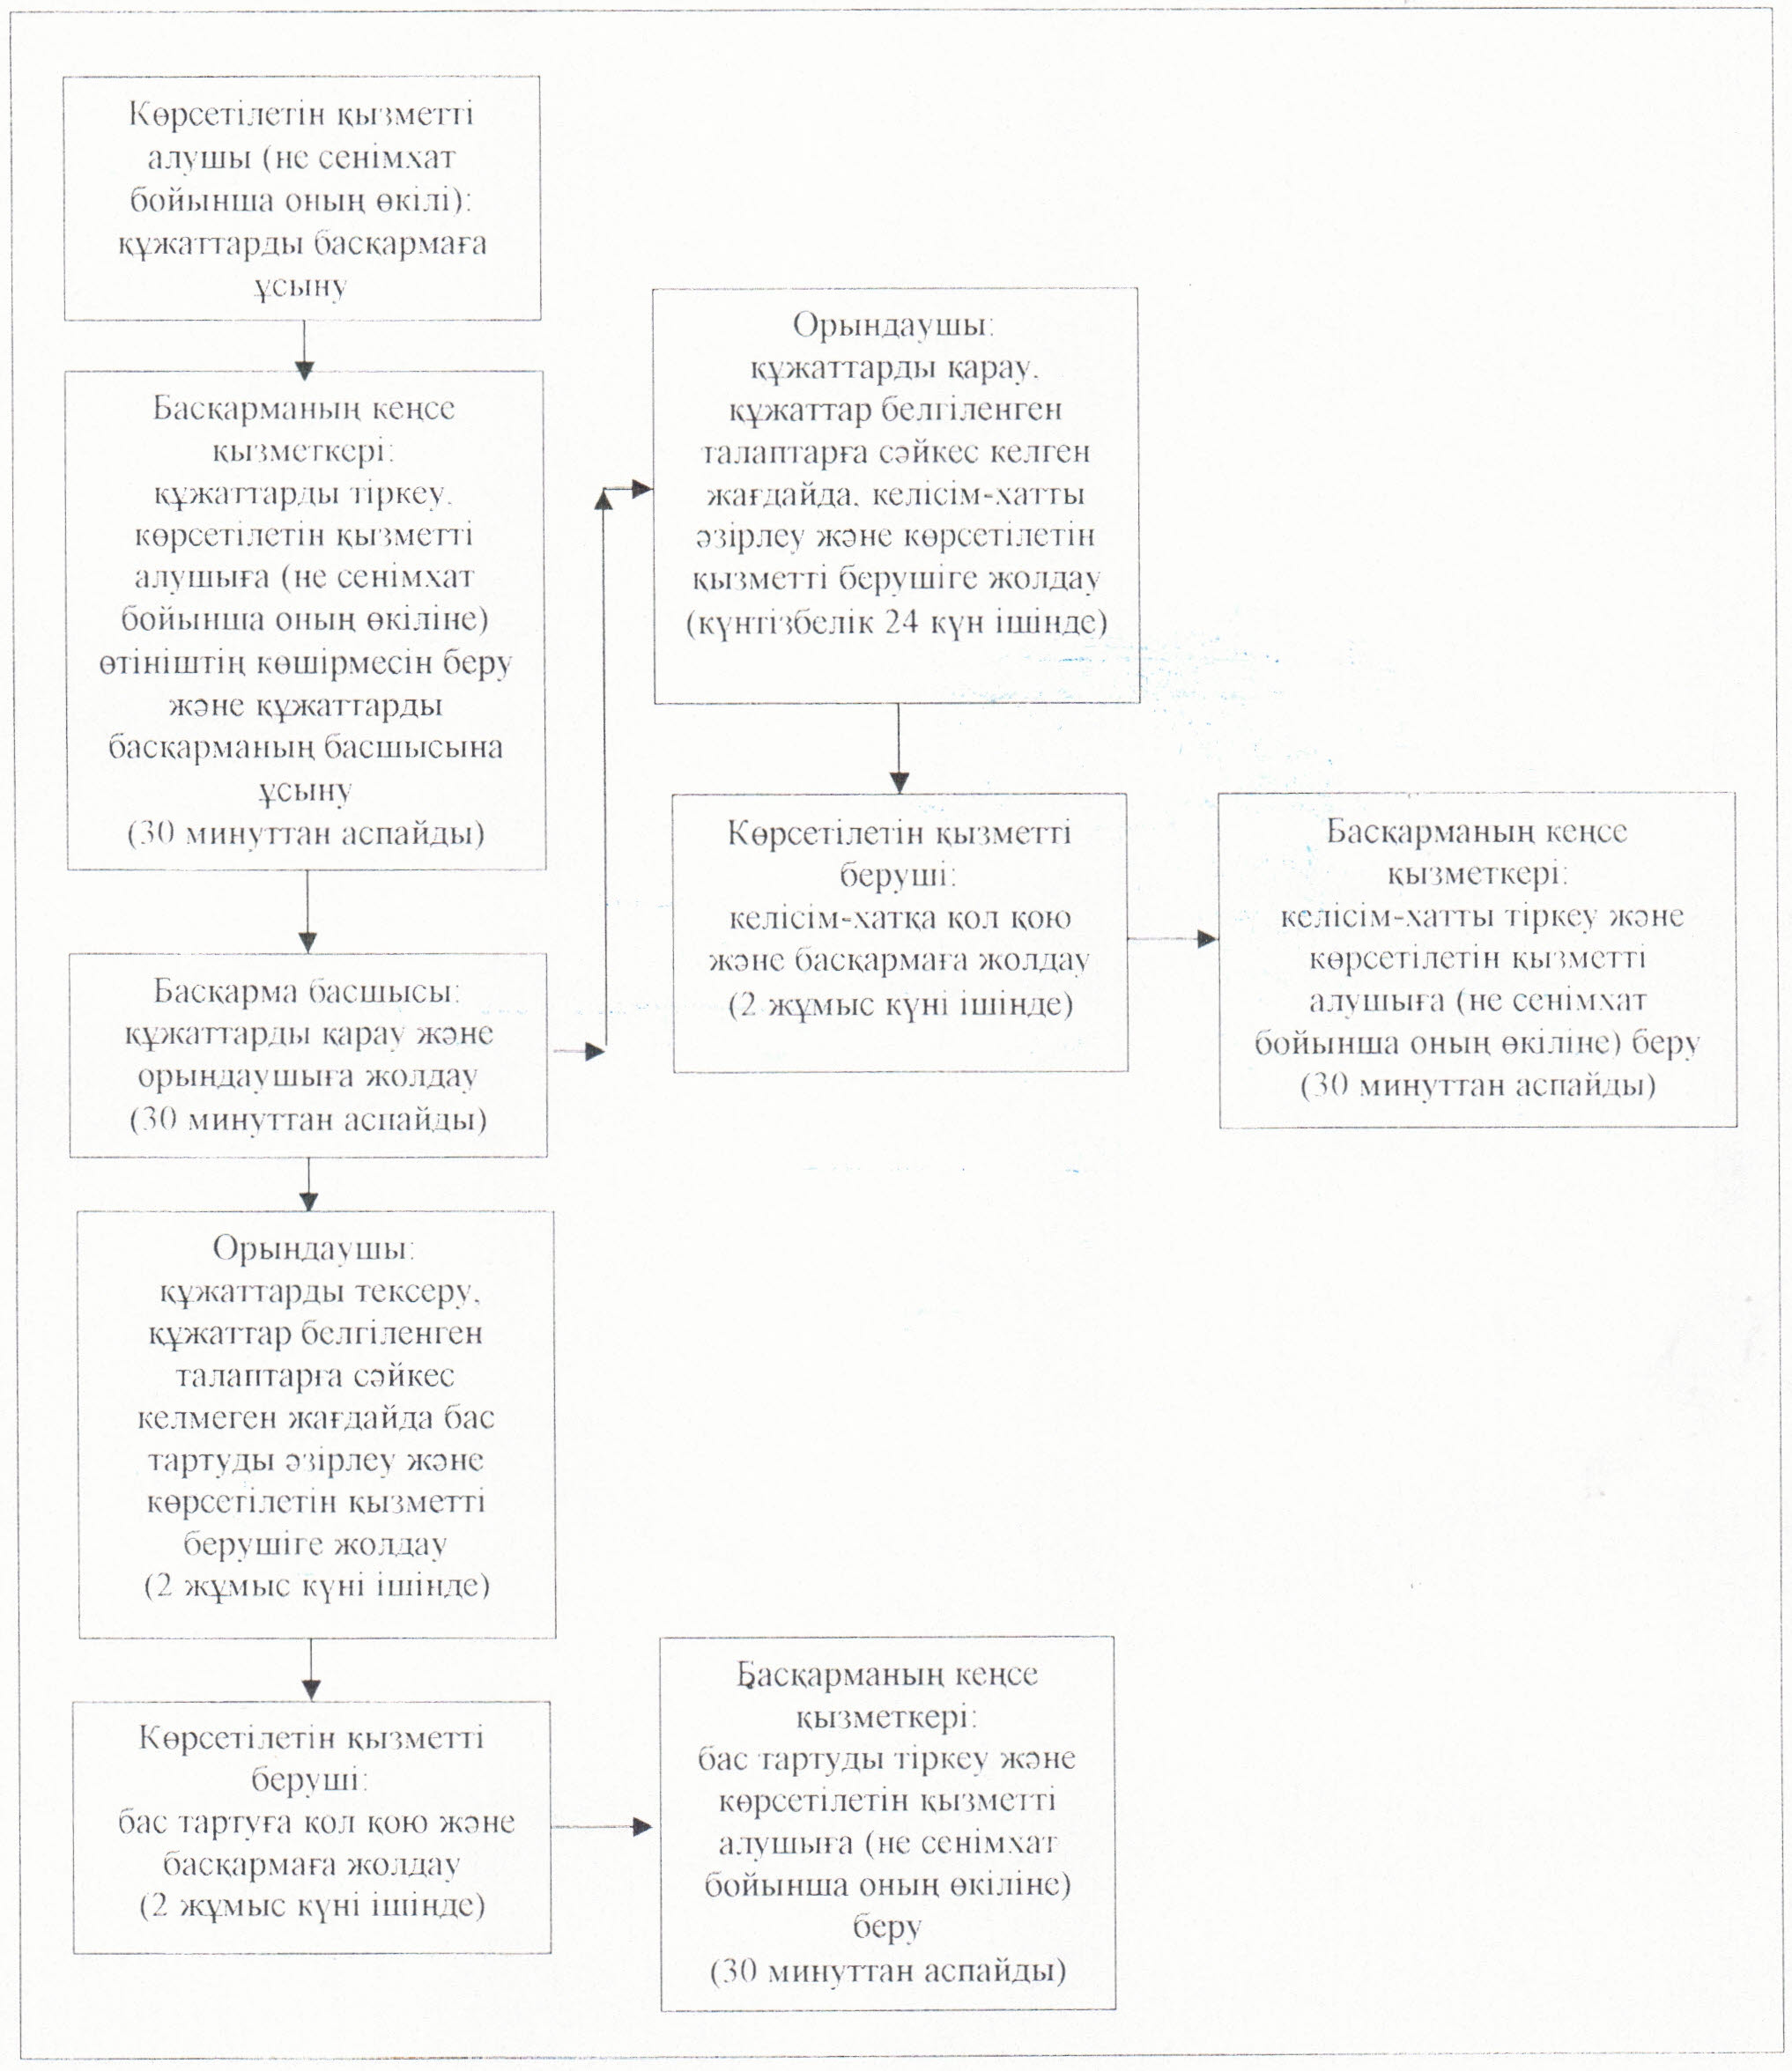 Көрсетілетін қызметті
алушы (не сенімхат
бойынша оның өкілі):
құжаттарды басқармаға
ұсыну
Басқарманың кеңсе
қызметкері:
құжаттарды тіркеу,
көрсетілетін қызметті
алушыға (не сенімхат
бойынша оның өкіліне)
өтініштің көшірмесін беру
және құжаттарды
басқарманың басшысына
ұсыну
(30 минуттан аспайды)
Басқарма басшысы:
құжаттарды қарау және
орындаушыға жолдау
(30 минуттан аспайды)
Орындаушы:
құжаттарды қарау,
құжаттар белгіленген
талаптарға сәйкес келген
жағдайда, келісім-хатты
әзірлеу және көрсетілетін
қызметті берушіге жолдау
(күнтізбелік 24 күн ішінде)
Көрсетілетін қызметті
беруші:
келісім-хатқа қол қою
және басқармаға жолдау
(2 жұмыс күні ішінде)
Басқарманың кеңсе
қызметкері:
келісім-хатты тіркеу және
көрсетілетін қызметті
алушыға (не сенімхат
бойынша оның өкіліне) беру
(30 минуттан аспайды)
Орындаушы:
құжаттарды тексеру,
құжаттар белгіленген
талаптарға сәйкес
келмеген жағдайда бас
тартуды әзірлеу және
көрсетілетін қызметті
берушіге жолдау
(2 жұмыс күні ішінде)
Көрсетілетін қызметті
беруші:
бас тартуға қол қою және
басқармаға жолдау
(2 жұмыс күні ішінде)
Басқарманың кеңсе
қызметкері:
бас тартуды тіркеу және
көрсетілетін қызметті
алушыға (не сенімхат
бойынша оның өкіліне)
беру
(30 минуттан аспайды)